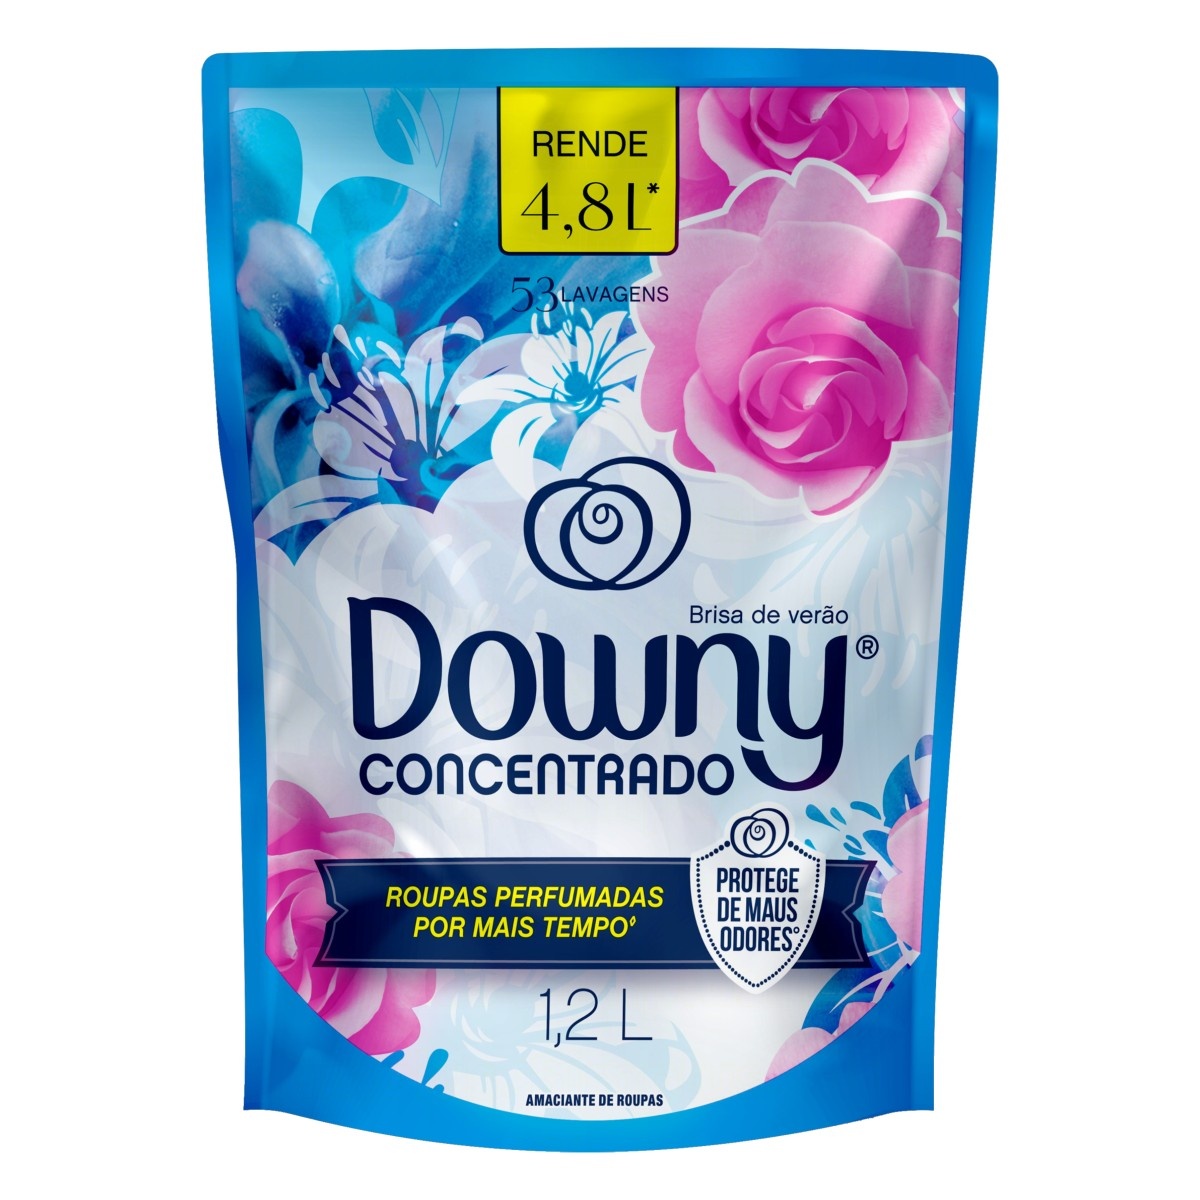 RENDE
4,8L*
53 LAVAGENS
Brisa de verão
Downy®
CONCENTRADO
ROUPAS PERFUMADAS
POR MAIS TEMPO◊
PROTEGE
DE MAUS
ODORES°
1,2 L
AMACIANTE DE ROUPAS